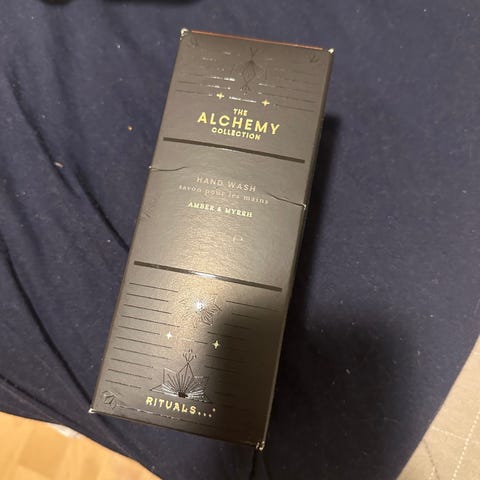 THE
ALCHEMY
COLLECTION
HAND WASH
savon pour les mains
AMBER & MYRRH
RITUALS...